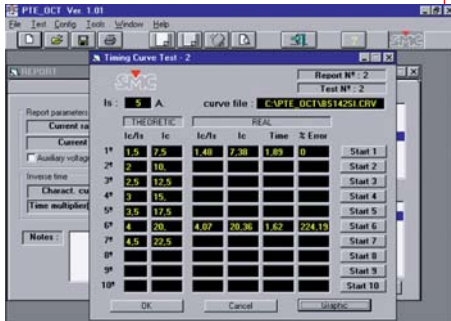 PTE_OCT Ver. 1.01
File Test Config Tools Window Help
SMC
REPORT
Timing Curve Test - 2
SMC
Report Nº : 2
Test Nº : 2
Is : 5 A. curve file : C:\PTE_OCT\BS142SI.CRV
THEORETIC REAL
Ic/Is Ic Ic/Is Ic Time % Error
1º 1,5 7,5 1,48 7,38 1,89 0 Start 1
2º 2 10, Start 2
3º 2,5 12,5 Start 3
4º 3 15, Start 4
5º 3,5 17,5 Start 5
6º 4 20, 4,07 20,36 1,62 224,19 Start 6
7º 4,5 22,5 Start 7
8º Start 8
9º Start 9
10º Start 10
OK Cancel Graphic
Report parameters
Current
Current
Auxiliary
Inverse time
Charact.
Time
Notes :